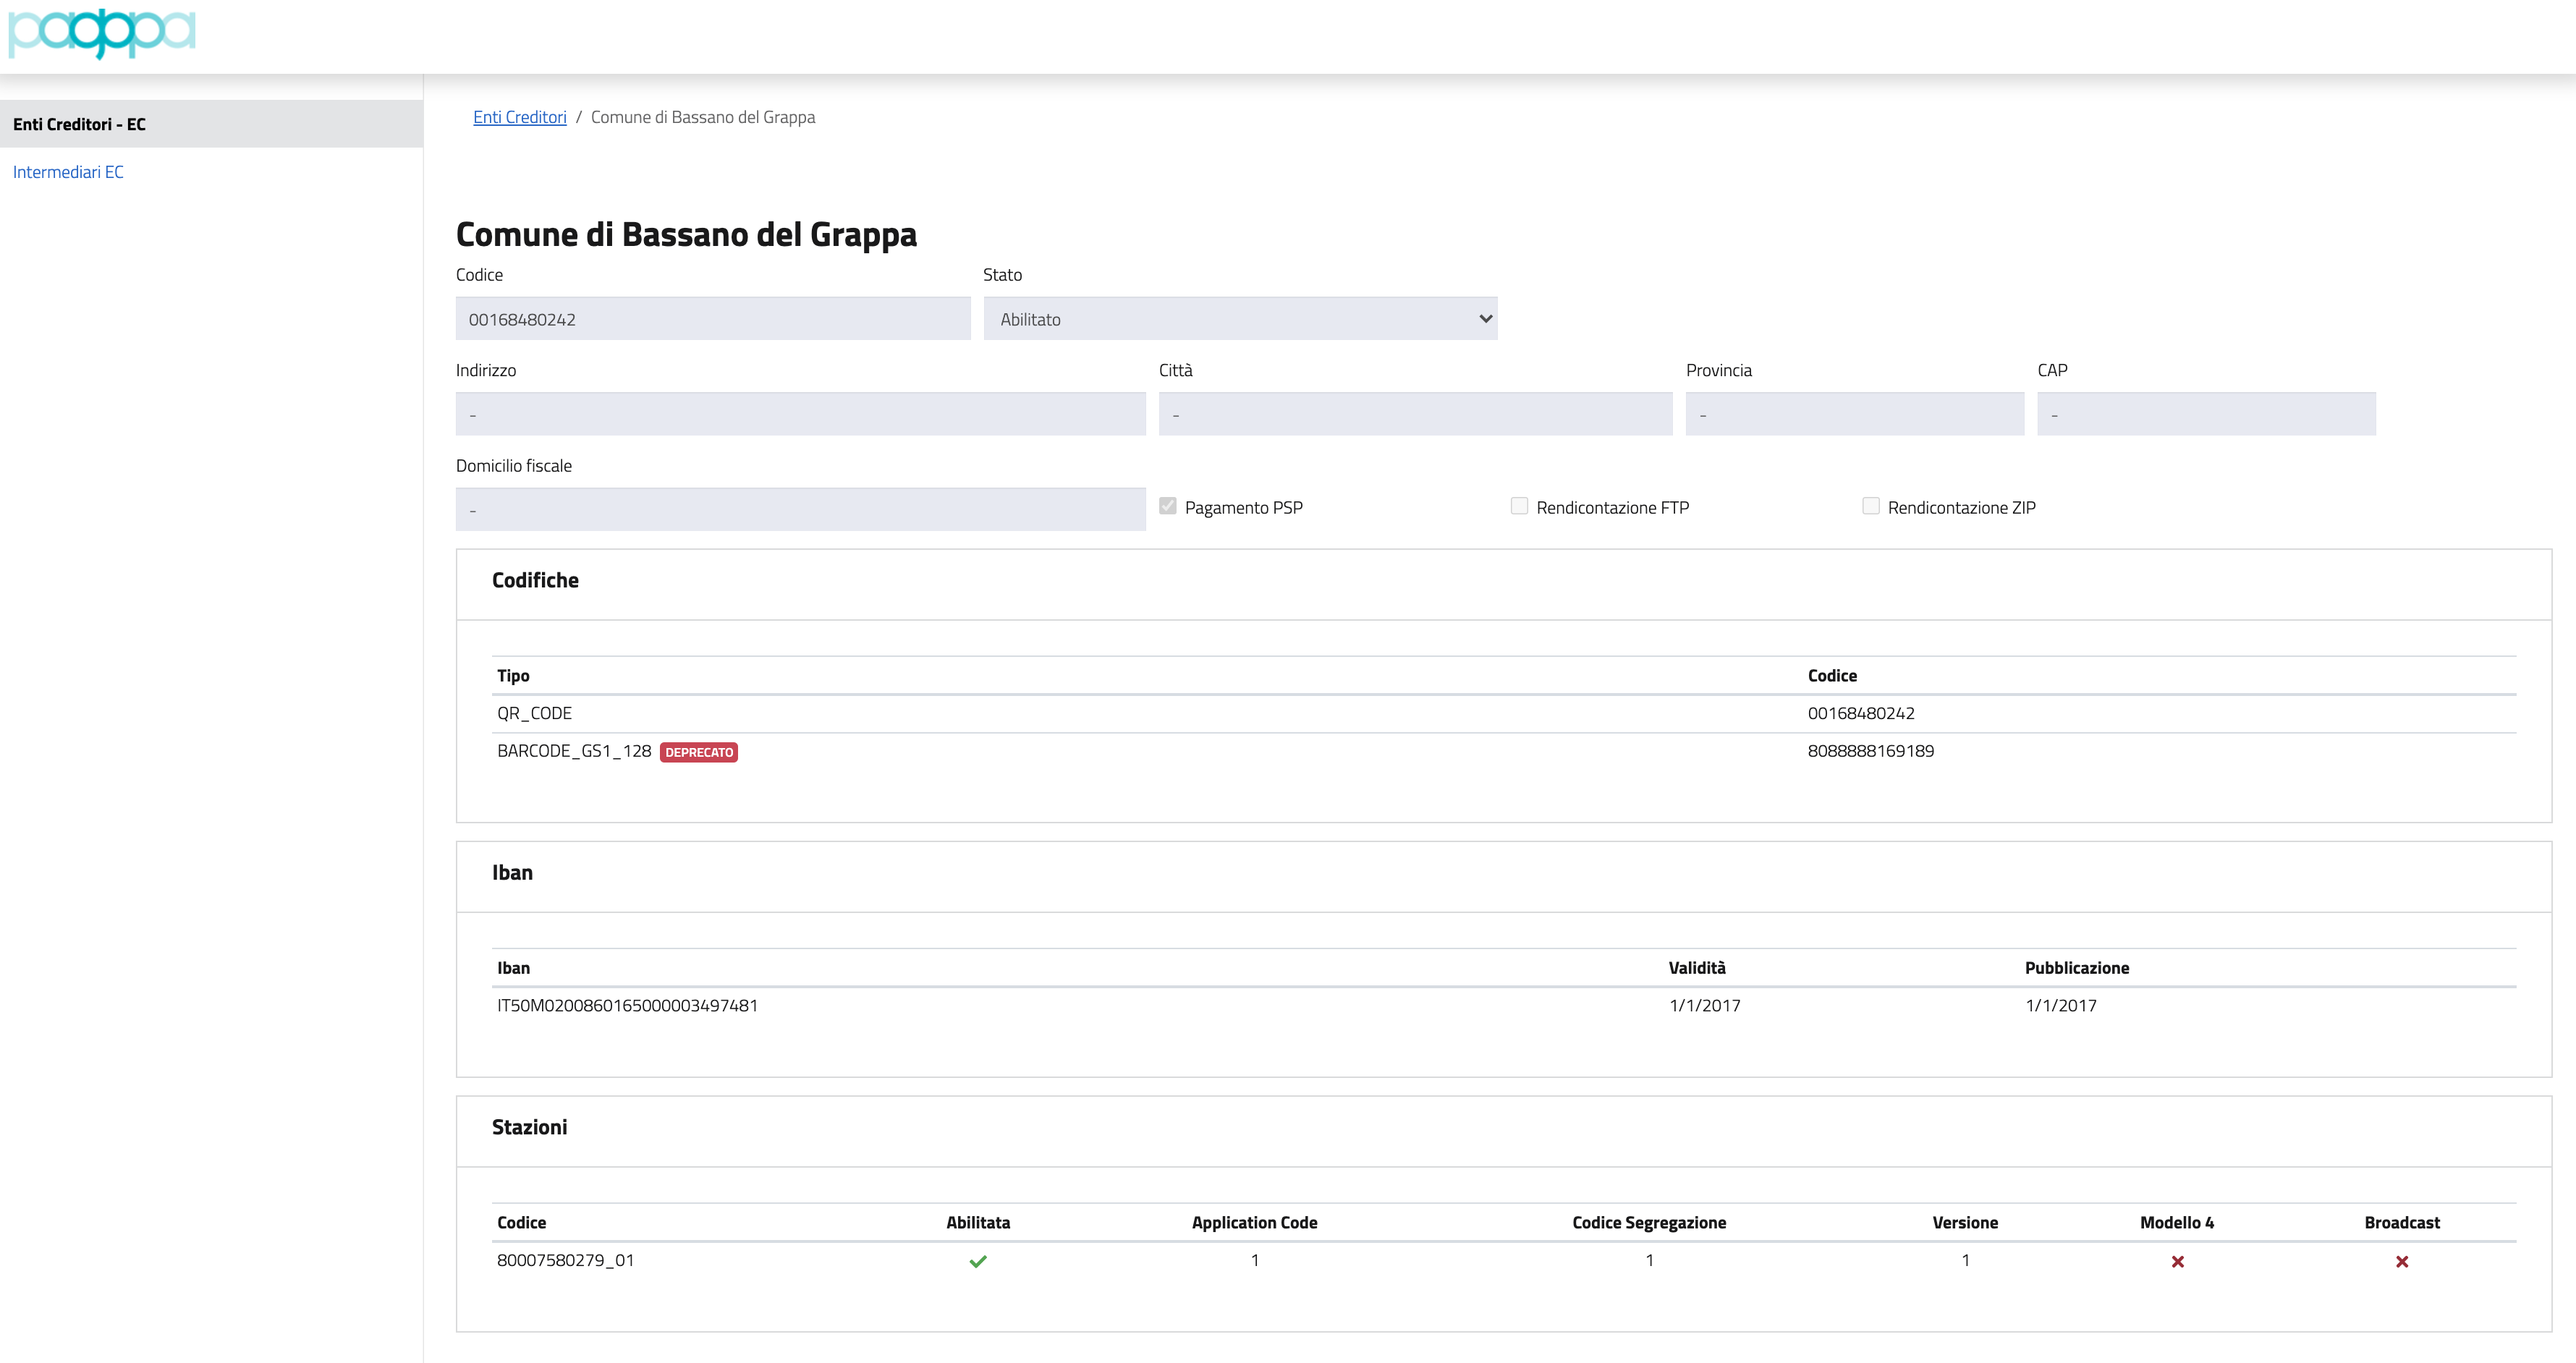 pagopa
Enti Creditori - EC
Intermediari EC
Enti Creditori / Comune di Bassano del Grappa
Comune di Bassano del Grappa
Codice Stato
00168480242 Abilitato
Indirizzo Città Provincia CAP
- - - -
Domicilio fiscale
- Pagamento PSP Rendicontazione FTP Rendicontazione ZIP
Codifiche
Tipo Codice
QR_CODE 00168480242
BARCODE_GS1_128 DEPRECATO 8088888169189
Iban
Iban Validità Pubblicazione
IT50M0200860165000003497481 1/1/2017 1/1/2017
Stazioni
Codice Abilitata Application Code Codice Segregazione Versione Modello 4 Broadcast
80007580279_01 1 1 1